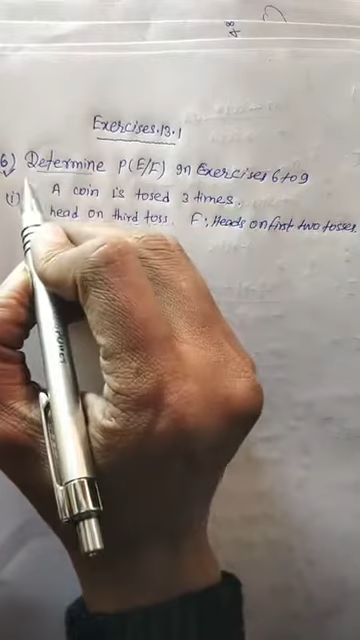 Exercises.13.1
6) Determine P(E/F) in Exercises 6 to 9
(i) A coin is tosed 3 times.
head on third toss. F: Heads on first two tosses